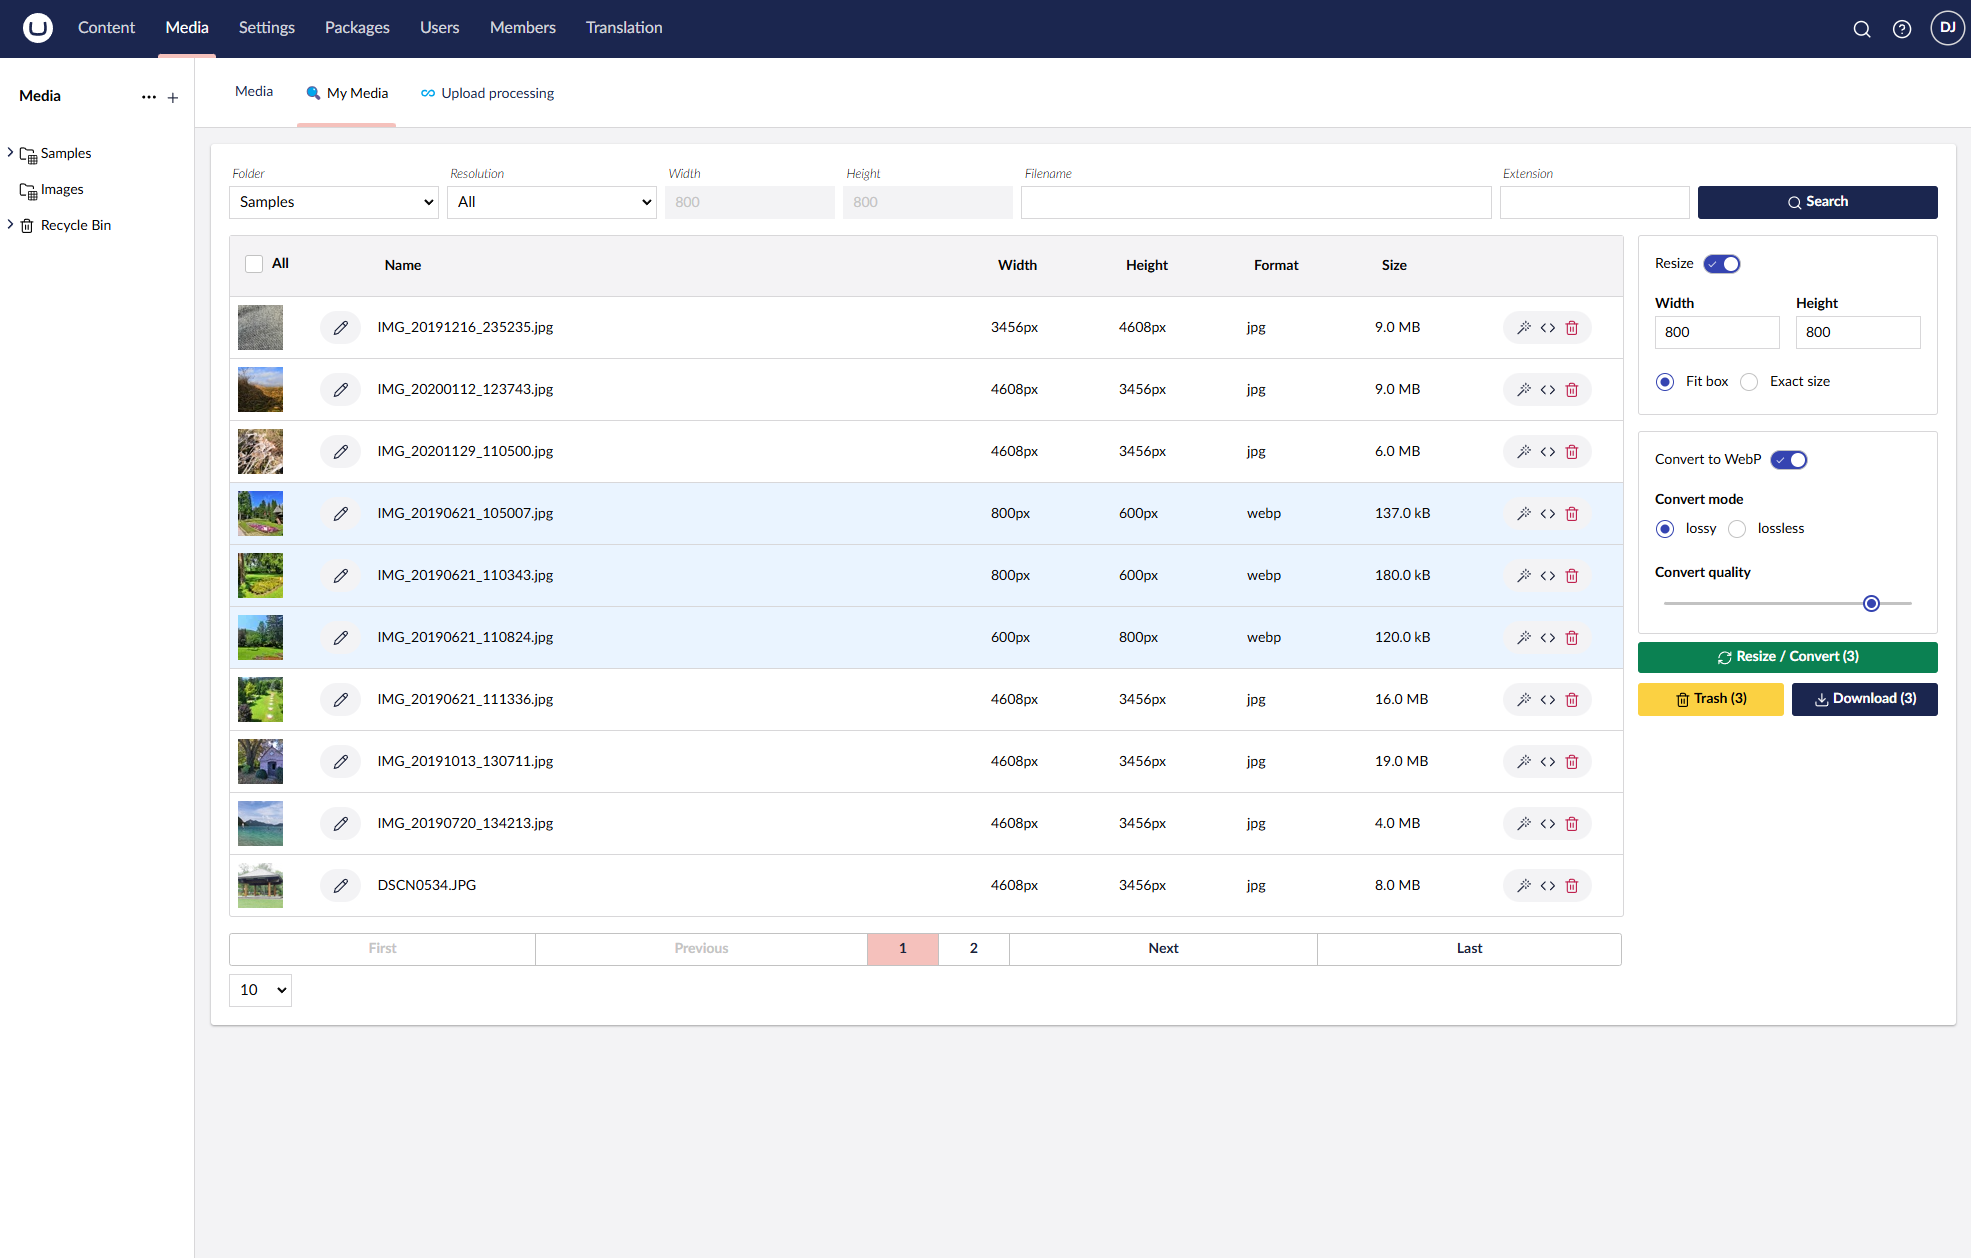 Content Media Settings Packages Users Members Translation DJ
Media
Samples
Images
Recycle Bin
Media My Media Upload processing
Folder Resolution Width Height Filename Extension
Samples All 800 800 Search
All Name Width Height Format Size
IMG_20191216_235235.jpg 3456px 4608px jpg 9.0 MB
IMG_20200112_123743.jpg 4608px 3456px jpg 9.0 MB
IMG_20201129_110500.jpg 4608px 3456px jpg 6.0 MB
IMG_20190621_105007.jpg 800px 600px webp 137.0 kB
IMG_20190621_110343.jpg 800px 600px webp 180.0 kB
IMG_20190621_110824.jpg 600px 800px webp 120.0 kB
IMG_20190621_111336.jpg 4608px 3456px jpg 16.0 MB
IMG_20191013_130711.jpg 4608px 3456px jpg 19.0 MB
IMG_20190720_134213.jpg 4608px 3456px jpg 4.0 MB
DSCN0534.JPG 4608px 3456px jpg 8.0 MB
First Previous 1 2 Next Last
10
Resize
Width Height
800 800
Fit box Exact size
Convert to WebP
Convert mode
lossy lossless
Convert quality
Resize / Convert (3)
Trash (3) Download (3)